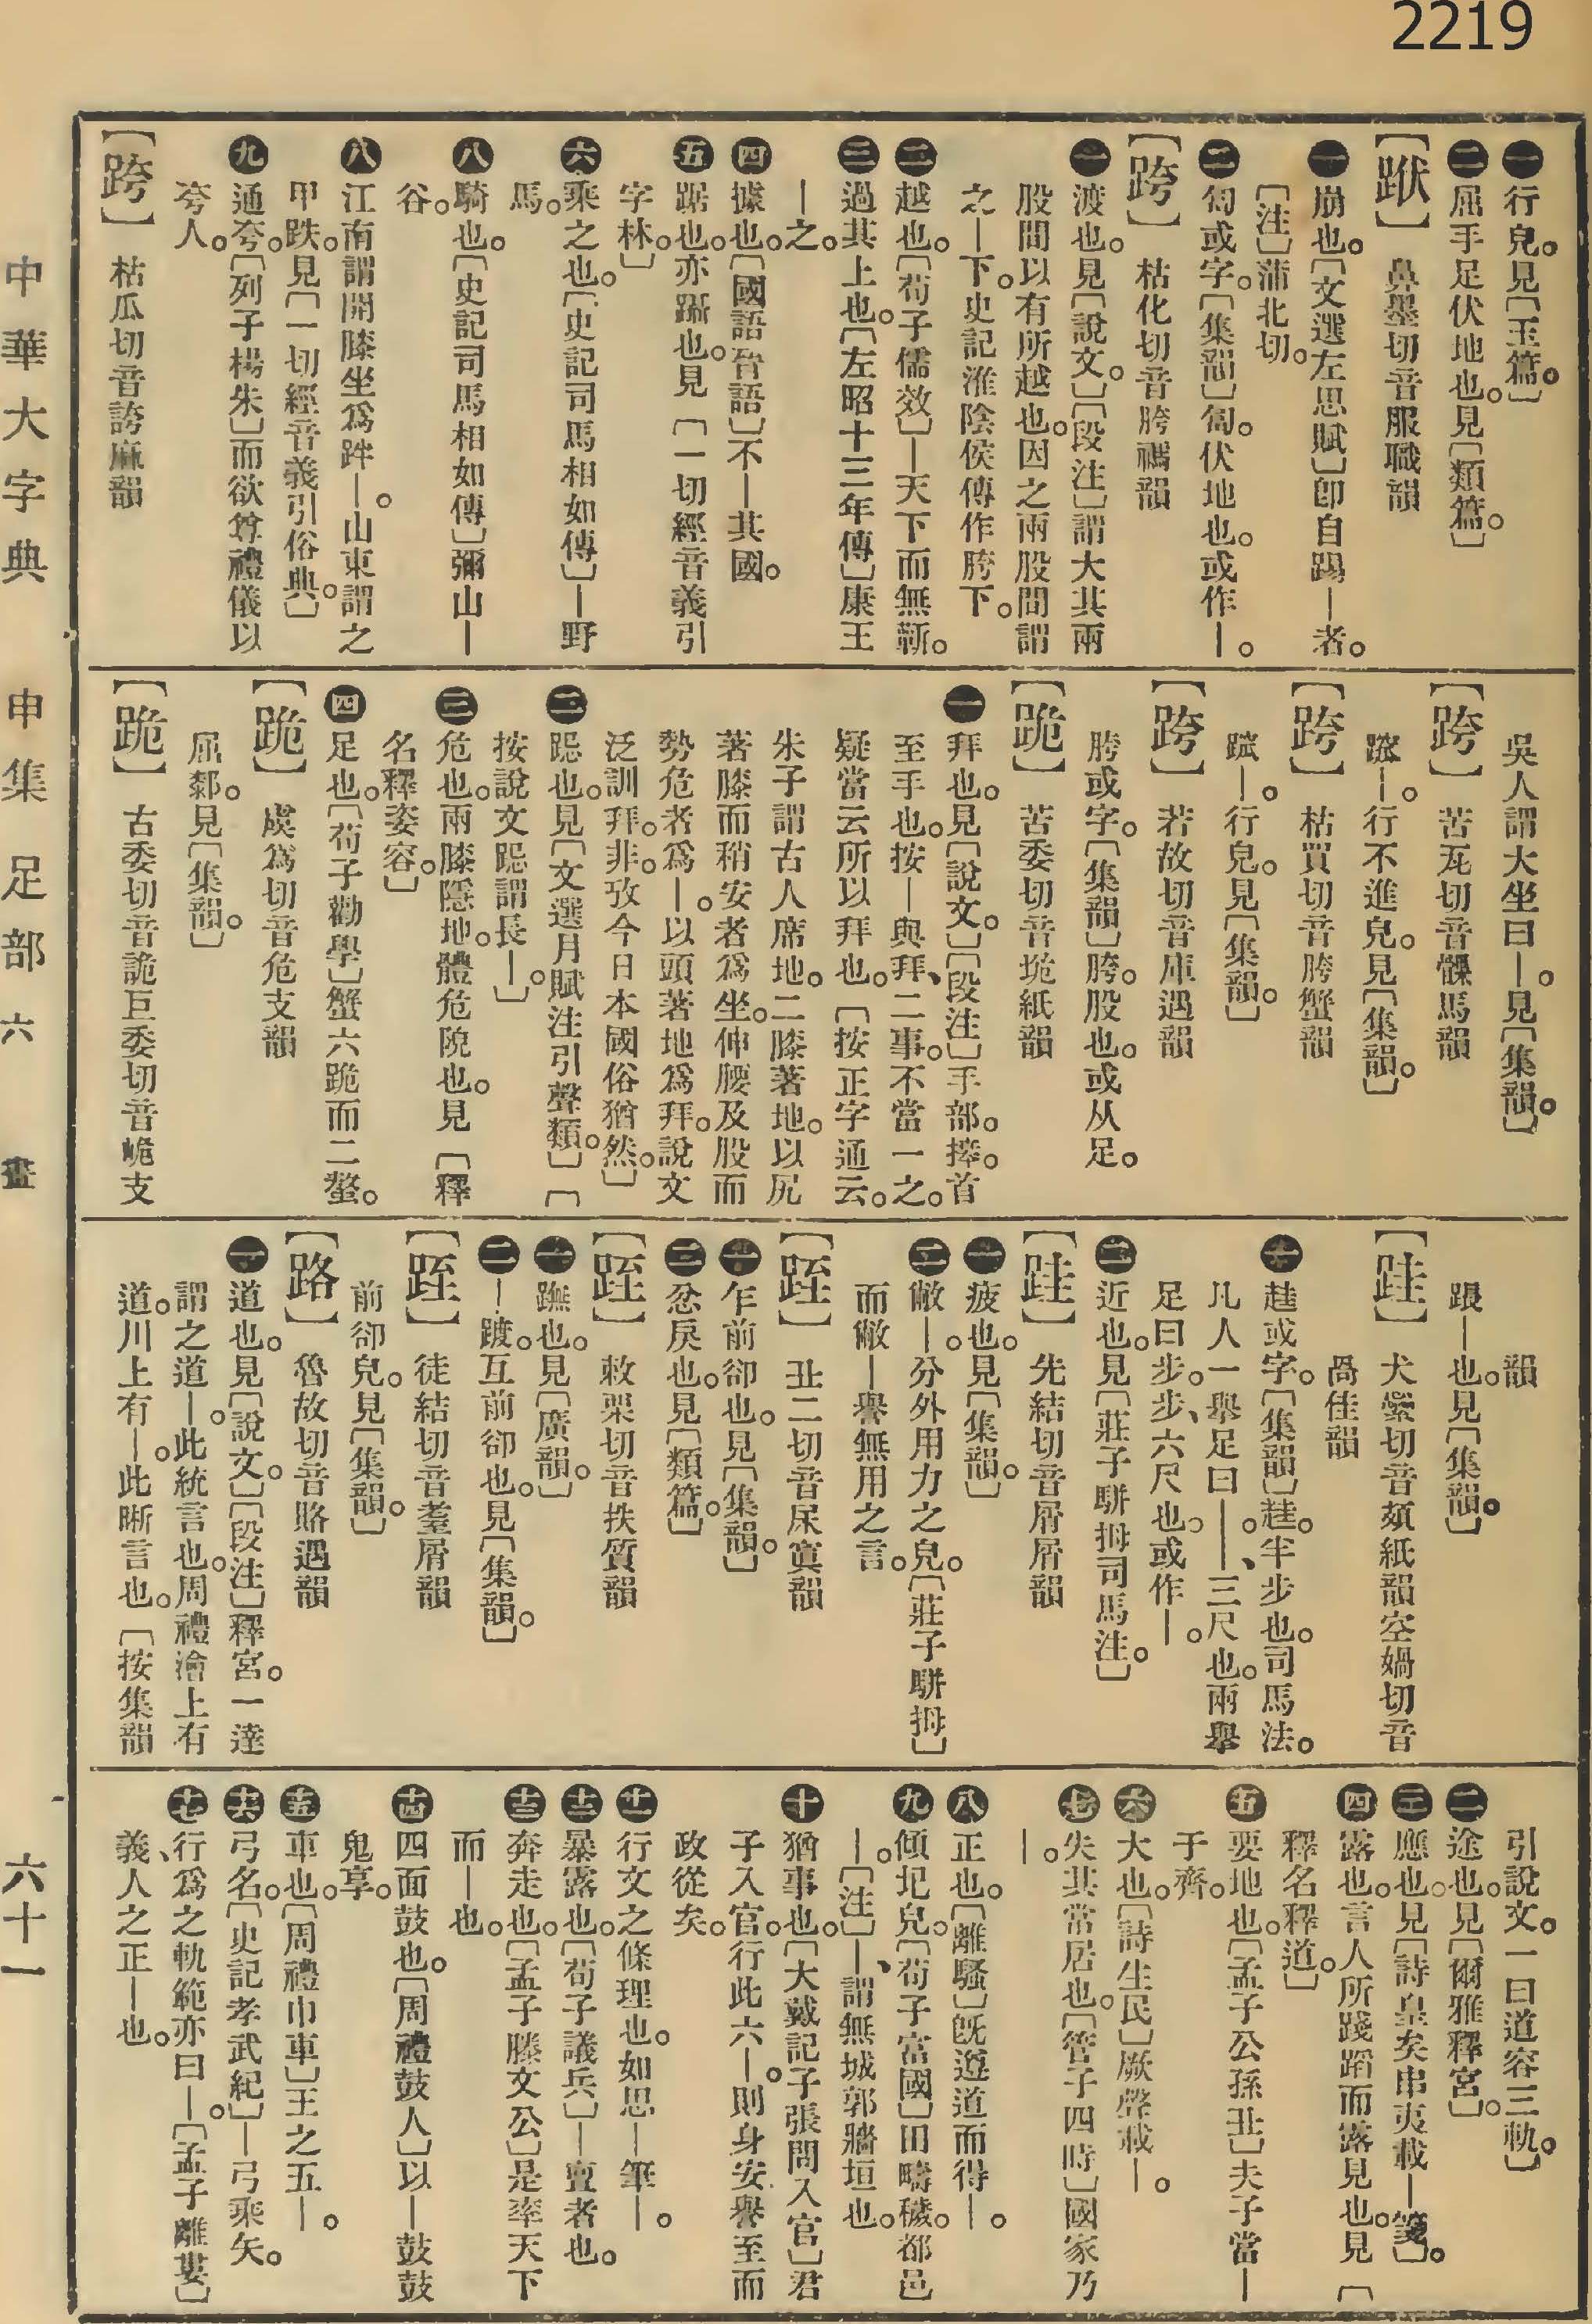 2219
㊀行皃。見〔玉篇。〕
㊁屈手足伏地也。見〔類篇。〕
〔踾〕鼻墨切音服職韻
㊀崩也。〔文選左思賦〕卽自踢—者。
〔注〕蒲北切。
㊁匐或字。〔集韻〕匐。伏地也。或作—。
〔跨〕枯化切音胯禡韻
㊀渡也。見〔說文。〕〔段注〕謂大其兩
股閒以有所越也。因之兩股閒謂
之—下。史記淮陰侯傳作胯下。
㊁越也。〔荀子儒效〕—天下而無蘄。
㊂過其上也。〔左昭十三年傳〕康王
—之。
㊃據也。〔國語晉語〕不—其國。
㊄踞也。亦躡也。見〔一切經音義引
字林。〕
㊅乘之也。〔史記司馬相如傳〕—野
馬。
㊇騎也。〔史記司馬相如傳〕彌山—
谷。
㊇江南謂開膝坐爲跘—。山東謂之
甲趺。見〔一切經音義引俗典。〕
㊈通夸。〔列子楊朱〕而欲尊禮儀以
夸人。
〔跨〕枯瓜切音誇麻韻
吳人謂大坐曰—。見〔集韻。〕
〔跨〕苦瓦切音髁馬韻
—。行不進皃。見〔集韻。〕
〔跨〕枯買切音胯蟹韻
—。行皃。見〔集韻。〕
〔跨〕苦故切音庫遇韻
胯或字。〔集韻〕胯。股也。或从足。
〔跪〕苦委切音垝紙韻
㊀拜也。見〔說文。〕〔段注〕手部。㨽。首
至手也。按—與拜、二事。不當一之。
疑當云所以拜也。〔按正字通云。
朱子謂古人席地。二膝著地。以尻
著膝而稍安者爲坐。伸腰及股而
勢危者爲—。以頭著地爲拜。說文
泛訓拜。非。攷今日本國俗猶然。〕
㊁跽也。見〔文選月賦注引聲類。〕〔
按說文跽謂長—。〕
㊂危也。兩膝隱地。體危隉也。見〔釋
名釋姿容。〕
㊃足也。〔荀子勸學〕蟹六跪而二螯。
〔跪〕虞爲切音危支韻
屈鄀。見〔集韻。〕
〔跪〕古委切音詭巨委切音㟴支
韻
踞—也。見〔集韻。〕
〔跬〕犬縈切音頍紙韻空媧切音
咼佳韻
㊀䞨或字。〔集韻〕䞨。半步也。司馬法。
凡人一擧足曰—。—、三尺也。兩擧
足曰步。步、六尺也。或作—。
㊁近也。見〔莊子騈拇司馬注。〕
〔跬〕先結切音屑屑韻
㊀疲也。見〔集韻。〕
㊁敝—。分外用力之皃。〔莊子騈拇〕
而敝—譽無用之言。
〔跮〕丑二切音杘寘韻
㊀乍前卻也。見〔集韻。〕
㊁忿戾也。見〔類篇。〕
〔跮〕敕栗切音抶質韻
㊀踸也。見〔廣韻。〕
㊁—踱。互前卻也。見〔集韻。〕
〔跮〕徒結切音耋屑韻
前卻皃。見〔集韻。〕
〔路〕魯故切音賂遇韻
㊀道也。見〔說文。〕〔段注〕釋宮。一達
謂之道—。此統言也。周禮澮上有
道。川上有—。此晰言也。〔按集韻
引說文。一曰道容三軌。〕
㊁途也。見〔爾雅釋宮。〕
㊂應也。見〔詩皇矣串夷載—箋。〕
㊃露也。言人所踐蹈而露見也。見〔
釋名釋道。〕
㊄要地也。〔孟子公孫丑〕夫子當—
于齊。
㊅大也。〔詩生民〕厥聲載—。
㊆失其常居也。〔管子四時〕國家乃
—。
㊇正也。〔離騷〕旣遵道而得—。
㊈傾圮皃。〔荀子富國〕田疇穢。都邑
—。〔注〕—、謂無城郭牆垣也。
㊉猶事也。〔大戴記子張問入官〕君
子入官。行此六—。則身安譽至而
政從矣。
⓫行文之條理也。如思—筆—。
⓬暴露也。〔荀子議兵〕—亶者也。
⓭奔走也。〔孟子滕文公〕是率天下
而—也。
⓮四面鼓也。〔周禮鼓人〕以—鼓鼓
鬼享。
⓯車也。〔周禮巾車〕王之五—。
⓰弓名。〔史記孝武紀〕—弓乘矢。
⓱行爲之軌範亦曰—。〔孟子離婁〕
義、人之正—也。
中華大字典 申集 足部 六畫 六十一